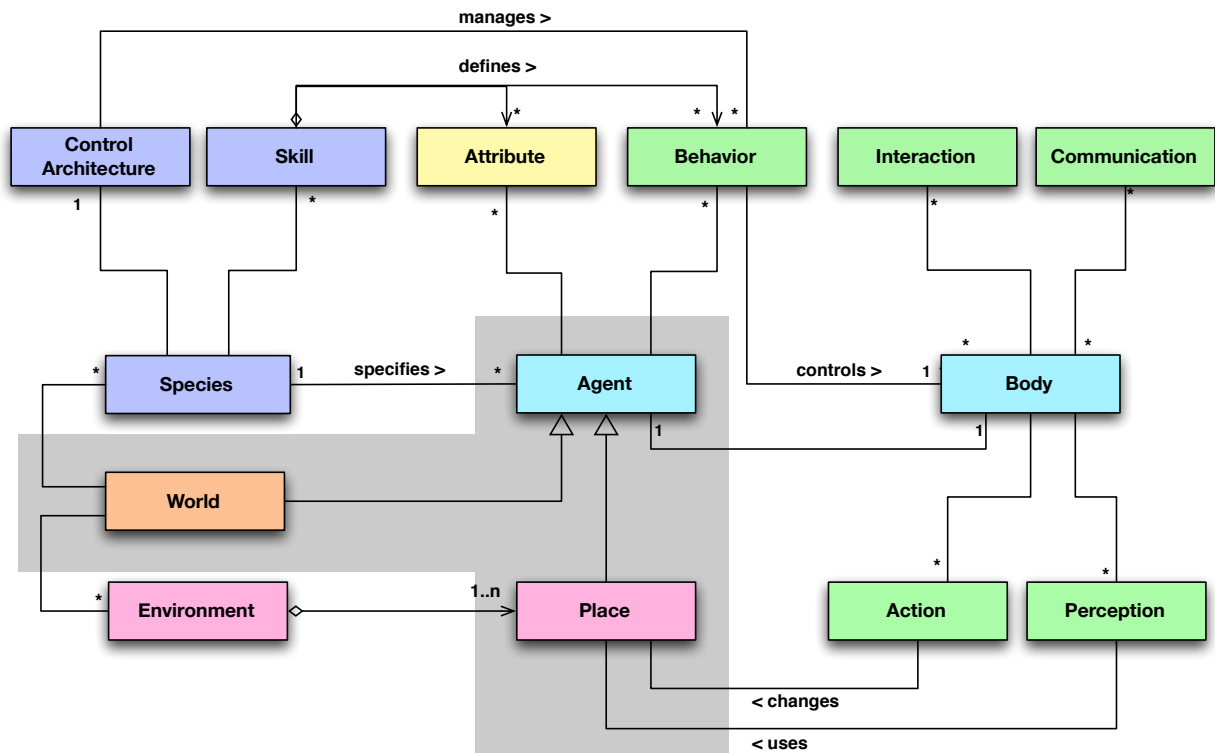 manages >
defines >
* * * *
Control
Architecture
Skill
Attribute
Behavior
Interaction
Communication
1 * * * * *
* Species 1 specifies > * Agent controls > 1 1 Body * *
1 1
World
* Environment 1..n Place
* Action * Perception
< changes
< uses